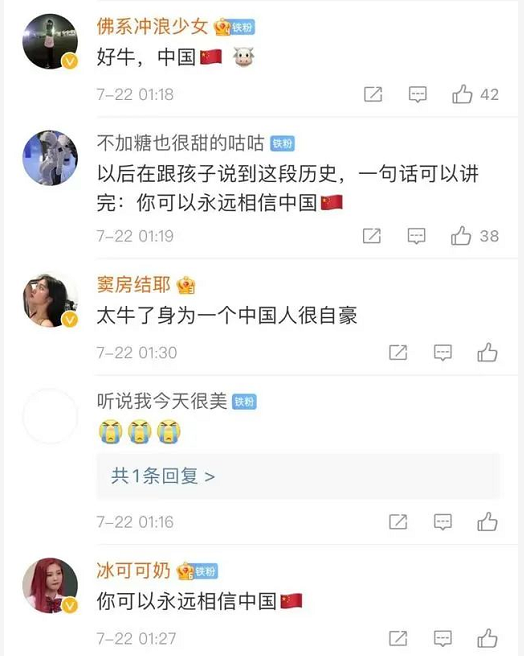 佛系冲浪少女 铁粉
好牛，中国🇨🇳 🐮
7-22 01:18 42
不加糖也很甜的咕咕 铁粉
以后在跟孩子说到这段历史，一句话可以讲
完：你可以永远相信中国🇨🇳
7-22 01:19 38
窦房结耶
太牛了身为一个中国人很自豪
7-22 01:30
听说我今天很美 铁粉
😭😭😭
共1条回复 >
7-22 01:16
冰可可奶 铁粉
你可以永远相信中国🇨🇳
7-22 01:27